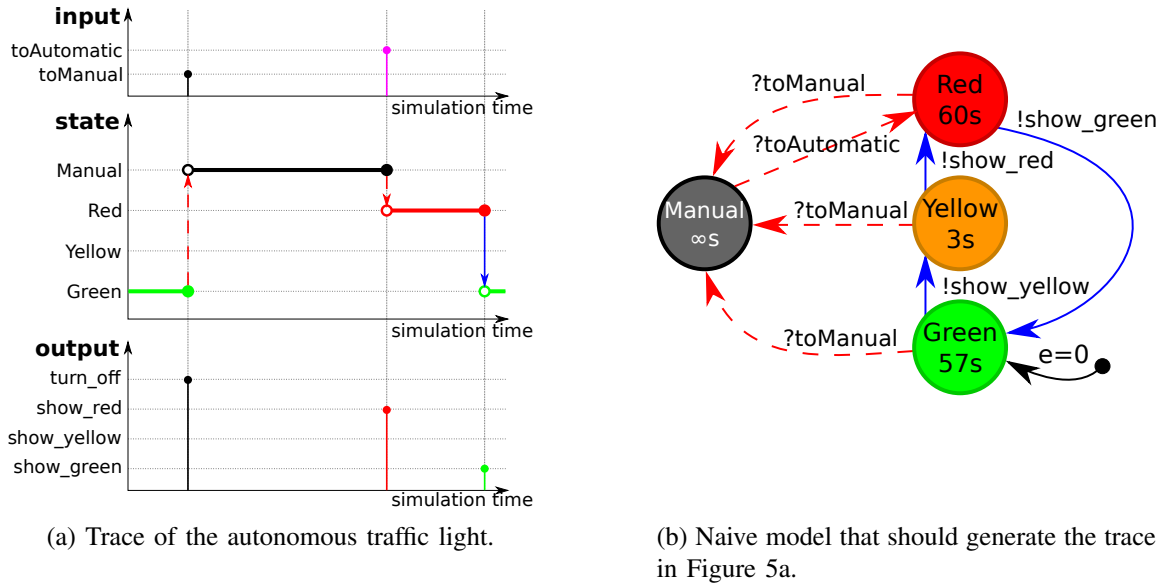 input
toAutomatic
toManual
simulation time
state
Manual
Red
Yellow
Green
simulation time
output
turn_off
show_red
show_yellow
show_green
simulation time
(a) Trace of the autonomous traffic light.
?toManual
Red
60s
!show_green
?toAutomatic
!show_red
Manual
∞s
?toManual
Yellow
3s
!show_yellow
?toManual
Green
57s
e=0
(b) Naive model that should generate the trace
in Figure 5a.